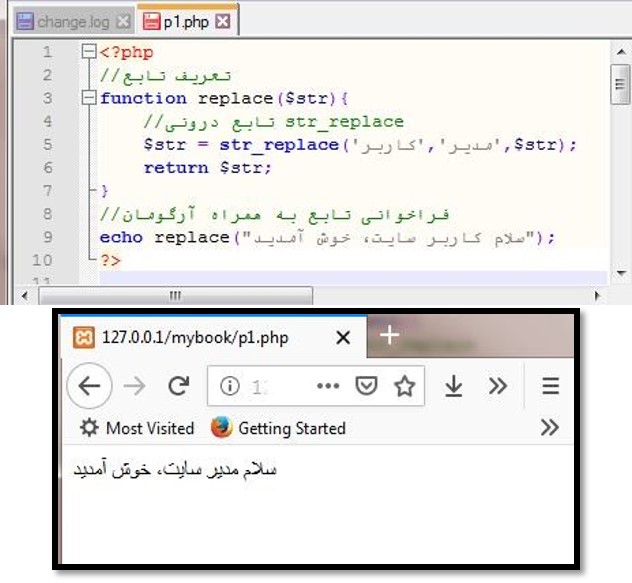 change.log p1.php
1 <?php
2 //تعریف تابع
3 function replace($str){
4 //تابع درونی str_replace
5 $str = str_replace('کاربر','مدیر',$str);
6 return $str;
7 }
8 //فراخوانی تابع به همراه آرگومان
9 echo replace("سلام کاربر سایت، خوش آمدید");
10 ?>
11
127.0.0.1/mybook/p1.php
Most Visited Getting Started
سلام مدیر سایت، خوش آمدید